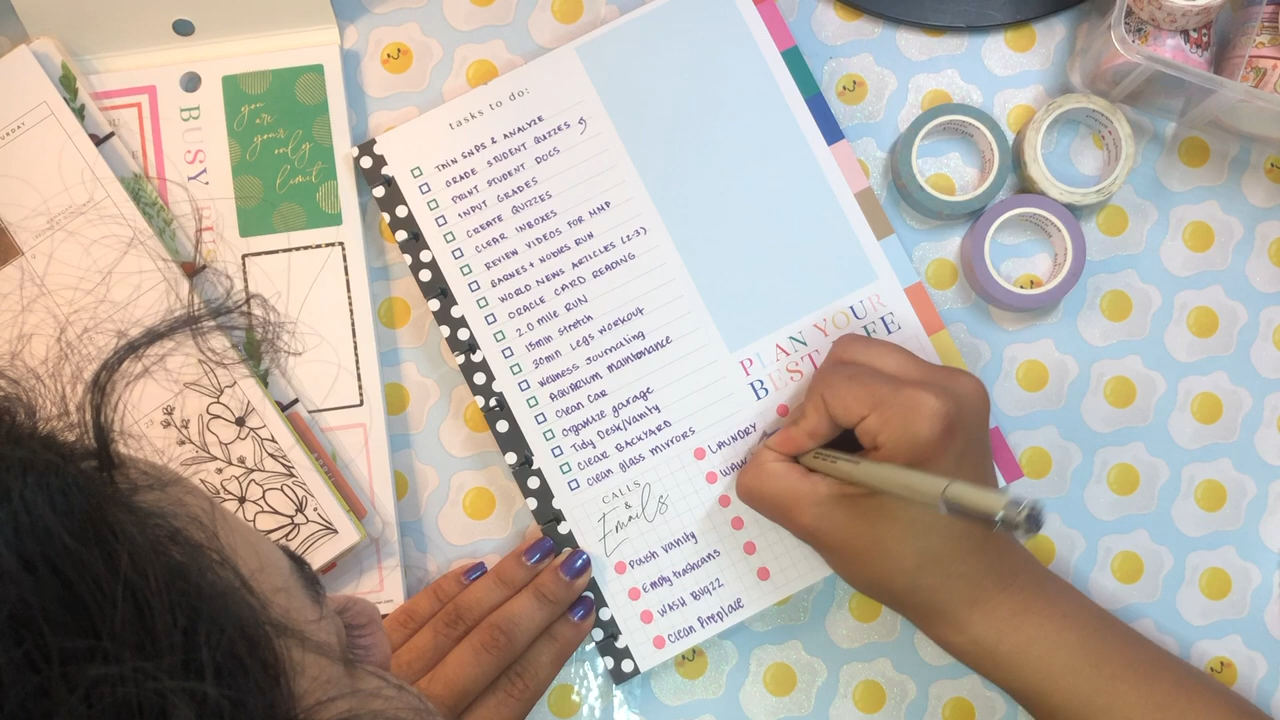 TURDAY
BUSY
you
are
your
only
limit
tasks to do:
THIN SNPS & ANALYZE
GRADE STUDENT QUIZZES
PRINT STUDENT DOCS
INPUT GRADES
CREATE QUIZZES
CLEAR INBOXES
REVIEW VIDEOS FOR MMP
BARNES + NOBLES RUN
WORLD NEWS ARTICLES (2-3)
ORACLE CARD READING
2.0 MILE RUN
15min stretch
30min Legs workout
Wellness Journaling
AQUARIUM maintenance
Clean CAR
organize garage
Tidy Desk/Vanity
CLEAR BACKYARD
Clean glass mirrors
PLAN YOUR
BEST
FE
CALLS
&
Emails
Polish Vanity
Empty trashcans
WASH BUgzz
Clean Fireplace
LAUNDRY